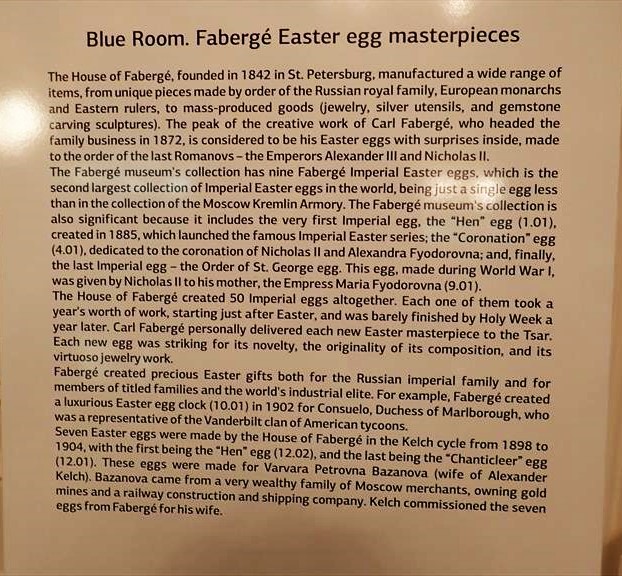 Blue Room. Fabergé Easter egg masterpieces
The House of Fabergé, founded in 1842 in St. Petersburg, manufactured a wide range of
items, from unique pieces made by order of the Russian royal family, European monarchs
and Eastern rulers, to mass-produced goods (jewelry, silver utensils, and gemstone
carving sculptures). The peak of the creative work of Carl Fabergé, who headed the
family business in 1872, is considered to be his Easter eggs with surprises inside, made
to the order of the last Romanovs – the Emperors Alexander III and Nicholas II.
The Fabergé museum's collection has nine Fabergé Imperial Easter eggs, which is the
second largest collection of Imperial Easter eggs in the world, being just a single egg less
than in the collection of the Moscow Kremlin Armory. The Fabergé museum's collection is
also significant because it includes the very first Imperial egg, the "Hen" egg (1.01),
created in 1885, which launched the famous Imperial Easter series; the "Coronation" egg
(4.01), dedicated to the coronation of Nicholas II and Alexandra Fyodorovna; and, finally,
the last Imperial egg – the Order of St. George egg. This egg, made during World War I,
was given by Nicholas II to his mother, the Empress Maria Fyodorovna (9.01).
The House of Fabergé created 50 Imperial eggs altogether. Each one of them took a
year's worth of work, starting just after Easter, and was barely finished by Holy Week a
year later. Carl Fabergé personally delivered each new Easter masterpiece to the Tsar.
Each new egg was striking for its novelty, the originality of its composition, and its
virtuoso jewelry work.
Fabergé created precious Easter gifts both for the Russian imperial family and for
members of titled families and the world's industrial elite. For example, Fabergé created
a luxurious Easter egg clock (10.01) in 1902 for Consuelo, Duchess of Marlborough, who
was a representative of the Vanderbilt clan of American tycoons.
Seven Easter eggs were made by the House of Fabergé in the Kelch cycle from 1898 to
1904, with the first being the "Hen" egg (12.02), and the last being the "Chanticleer" egg
(12.01). These eggs were made for Varvara Petrovna Bazanova (wife of Alexander
Kelch). Bazanova came from a very wealthy family of Moscow merchants, owning gold
mines and a railway construction and shipping company. Kelch commissioned the seven
eggs from Fabergé for his wife.